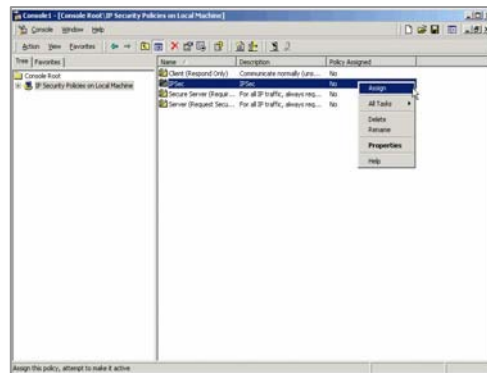 Console1 - [Console Root\IP Security Policies on Local Machine]
Console Window Help
Action View Favorites
Tree Favorites
Console Root
IP Security Policies on Local Machine
Name Description Policy Assigned
Client (Respond Only) Communicate normally (uns... No
IPSec IPSec No
Secure Server (Requir... For all IP traffic, always req... No
Server (Request Secu... For all IP traffic, always req... No
Assign
All Tasks
Delete
Rename
Properties
Help
Assign this policy, attempt to make it active